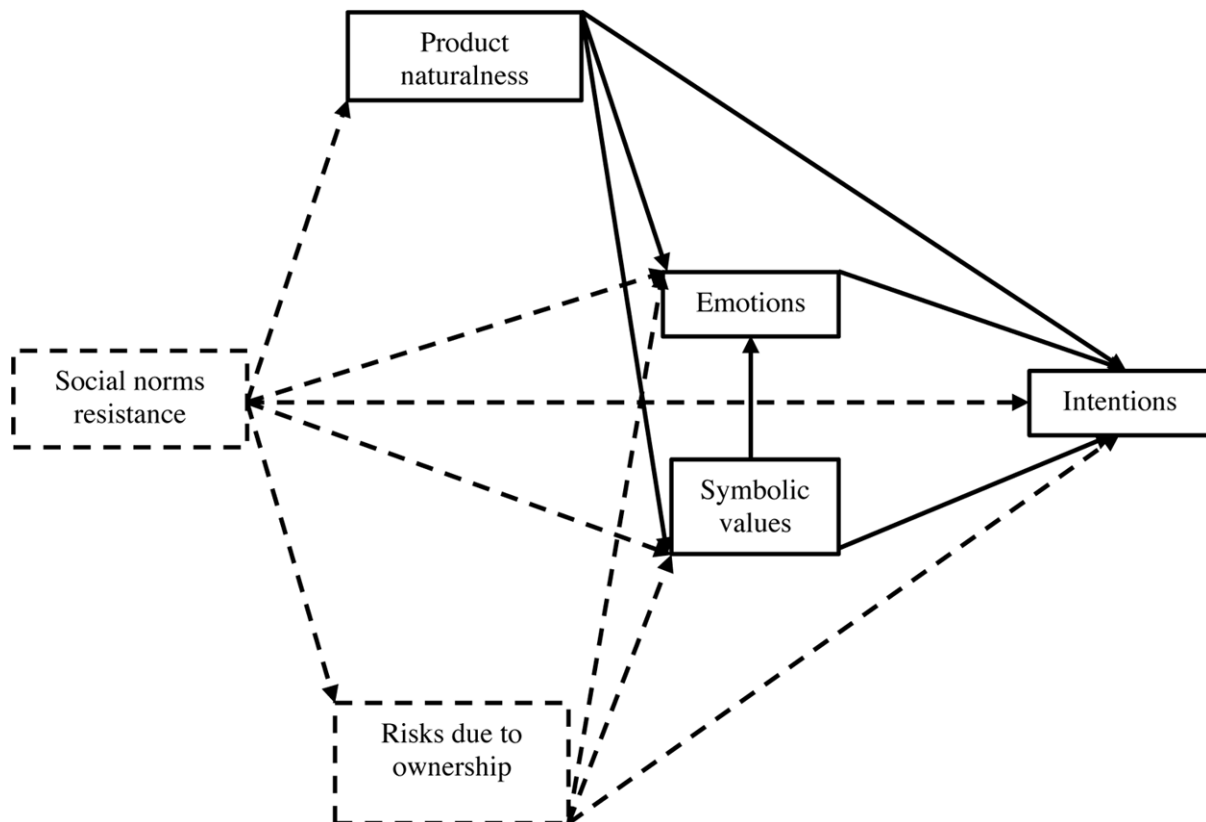 Product
naturalness
Emotions
Social norms
resistance
Intentions
Symbolic
values
Risks due to
ownership